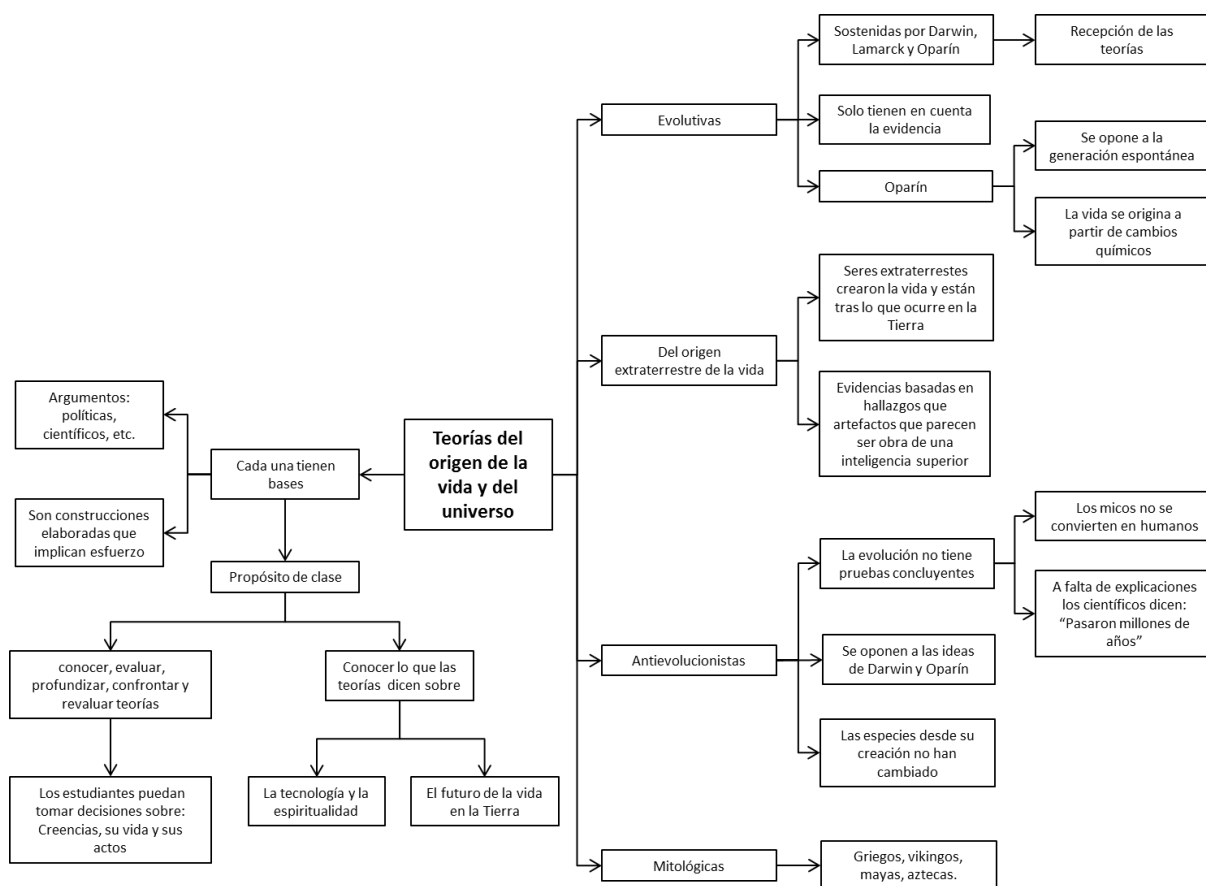 Sostenidas por Darwin,
Lamarck y Oparín
Recepción de las
teorías
Evolutivas
Solo tienen en cuenta
la evidencia
Se opone a la
generación espontánea
Oparín
La vida se origina a
partir de cambios
químicos
Seres extraterrestes
crearon la vida y están
tras lo que ocurre en la
Tierra
Del origen
extraterrestre de la vida
Evidencias basadas en
hallazgos que
artefactos que parecen
ser obra de una
inteligencia superior
Argumentos:
políticas,
científicos, etc.
Cada una tienen
bases
Teorías del
origen de la
vida y del
universo
Son construcciones
elaboradas que
implican esfuerzo
Propósito de clase
conocer, evaluar,
profundizar, confrontar y
revaluar teorías
Conocer lo que las
teorías dicen sobre
Los estudiantes puedan
tomar decisiones sobre:
Creencias, su vida y sus
actos
La tecnología y la
espiritualidad
El futuro de la vida
en la Tierra
Los micos no se
convierten en humanos
La evolución no tiene
pruebas concluyentes
A falta de explicaciones
los científicos dicen:
“Pasaron millones de
años”
Antievolucionistas
Se oponen a las ideas
de Darwin y Oparín
Las especies desde su
creación no han
cambiado
Mitológicas
Griegos, vikingos,
mayas, aztecas.